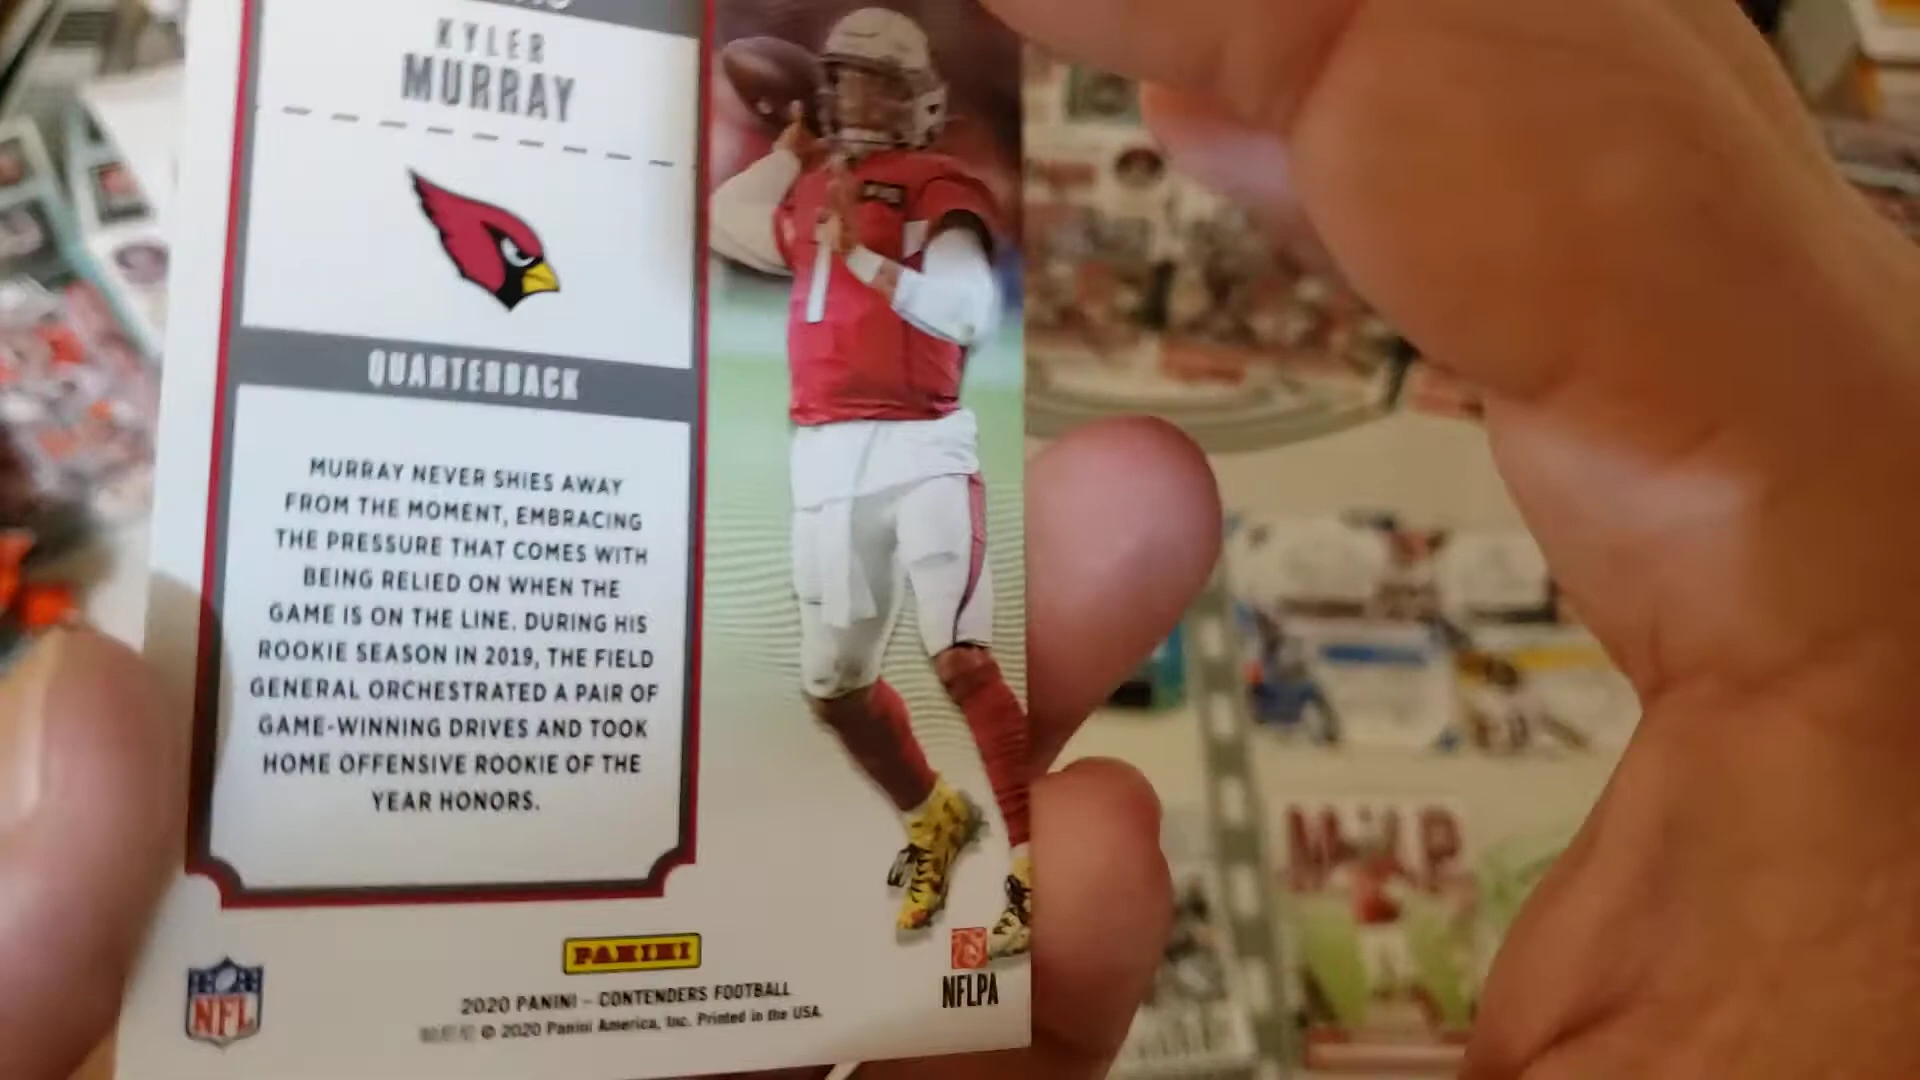 KYLER
MURRAY
QUARTERBACK
MURRAY NEVER SHIES AWAY
FROM THE MOMENT, EMBRACING
THE PRESSURE THAT COMES WITH
BEING RELIED ON WHEN THE
GAME IS ON THE LINE. DURING HIS
ROOKIE SEASON IN 2019, THE FIELD
GENERAL ORCHESTRATED A PAIR OF
GAME-WINNING DRIVES AND TOOK
HOME OFFENSIVE ROOKIE OF THE
YEAR HONORS.
1
NFL
PANINI
NFLPA
2020 PANINI – CONTENDERS FOOTBALL
© 2020 Panini America, Inc. Printed in the USA.